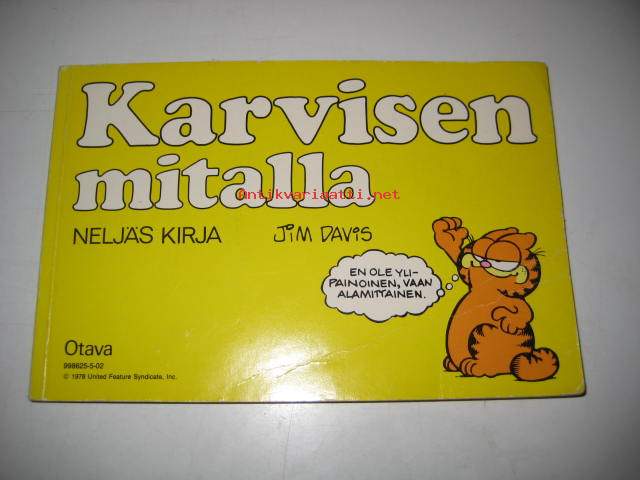 Karvisen
mitalla
Antikvariaatti.net
NELJÄS KIRJA
JIM DAVIS
EN OLE YLI-
PAINOINEN, VAAN
ALAMITTAINEN.
Otava
998625-5-02
© 1978 United Feature Syndicate, Inc.